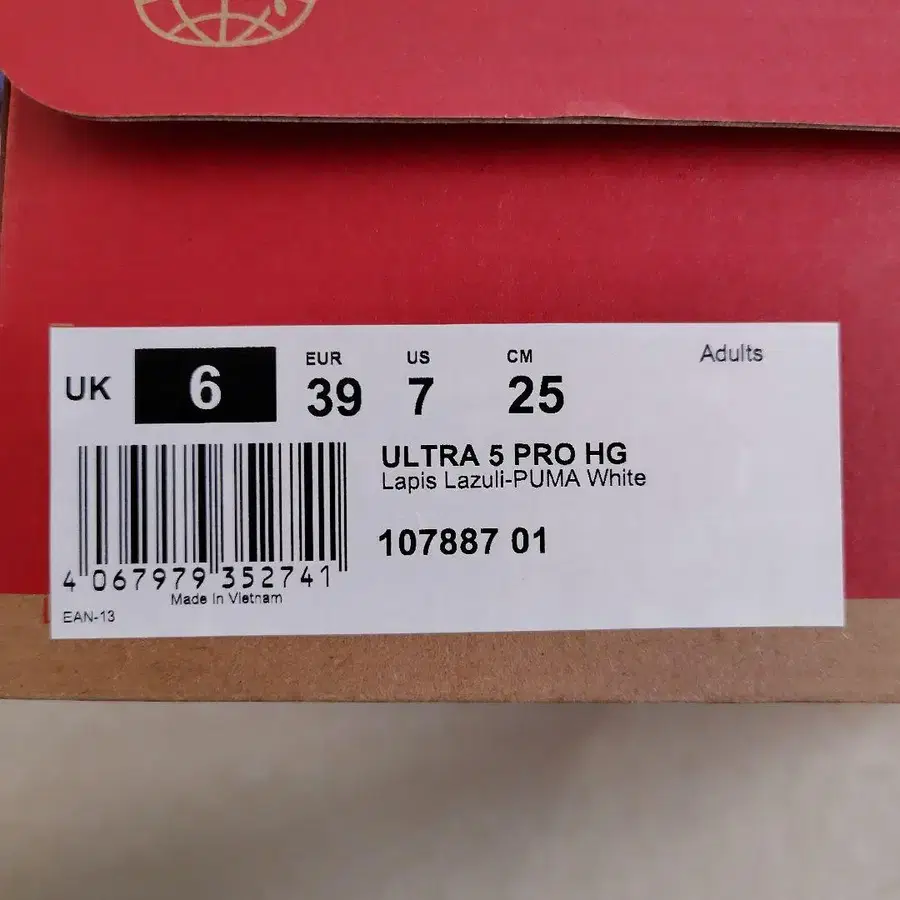 Adults
UK 6
EUR 39
US 7
CM 25
ULTRA 5 PRO HG
Lapis Lazuli-PUMA White
107887 01
4 067979 352741
Made In Vietnam
EAN-13